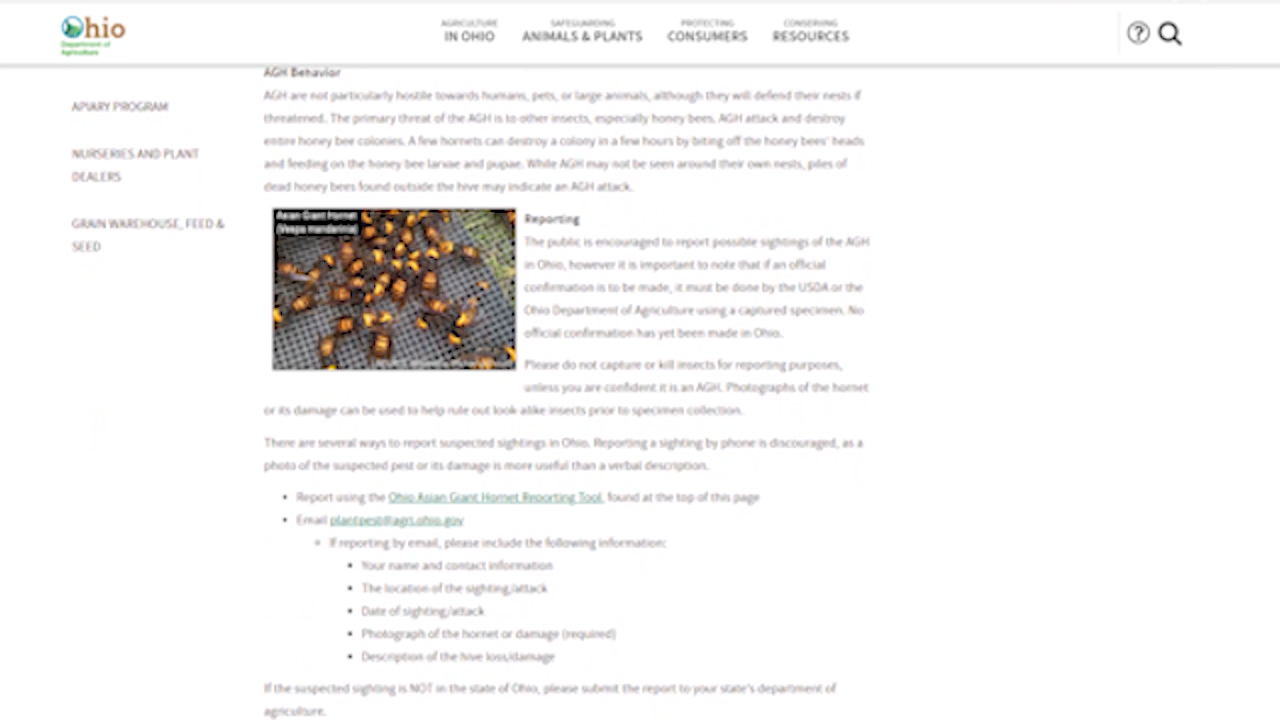 Ohio
Department of
Agriculture
AGRICULTURE
IN OHIO
SAFEGUARDING
ANIMALS & PLANTS
PROTECTING
CONSUMERS
CONSERVING
RESOURCES
?
APIARY PROGRAM
NURSERIES AND PLANT
DEALERS
GRAIN WAREHOUSE, FEED &
SEED
AGH Behavior
AGH are not particularly hostile towards humans, pets, or large animals, although they will defend their nests if
threatened. The primary threat of the AGH is to other insects, especially honey bees. AGH attack and destroy
entire honey bee colonies. A few hornets can destroy a colony in a few hours by biting off the honey bees' heads
and feeding on the honey bee larvae and pupae. While AGH may not be seen around their own nests, piles of
dead honey bees found outside the hive may indicate an AGH attack.
Asian Giant Hornet
(Vespa mandarinia)
Reporting
The public is encouraged to report possible sightings of the AGH
in Ohio, however it is important to note that if an official
confirmation is to be made, it must be done by the USDA or the
Ohio Department of Agriculture using a captured specimen. No
official confirmation has yet been made in Ohio.
Please do not capture or kill insects for reporting purposes,
unless you are confident it is an AGH. Photographs of the hornet
or its damage can be used to help rule out look alike insects prior to specimen collection.
There are several ways to report suspected sightings in Ohio. Reporting a sighting by phone is discouraged, as a
photo of the suspected pest or its damage is more useful than a verbal description.
• Report using the Ohio Asian Giant Hornet Reporting Tool, found at the top of this page
• Email plantpest@agri.ohio.gov
◦ If reporting by email, please include the following information:
▪ Your name and contact information
▪ The location of the sighting/attack
▪ Date of sighting/attack
▪ Photograph of the hornet or damage (required)
▪ Description of the hive loss/damage
If the suspected sighting is NOT in the state of Ohio, please submit the report to your state's department of
agriculture.